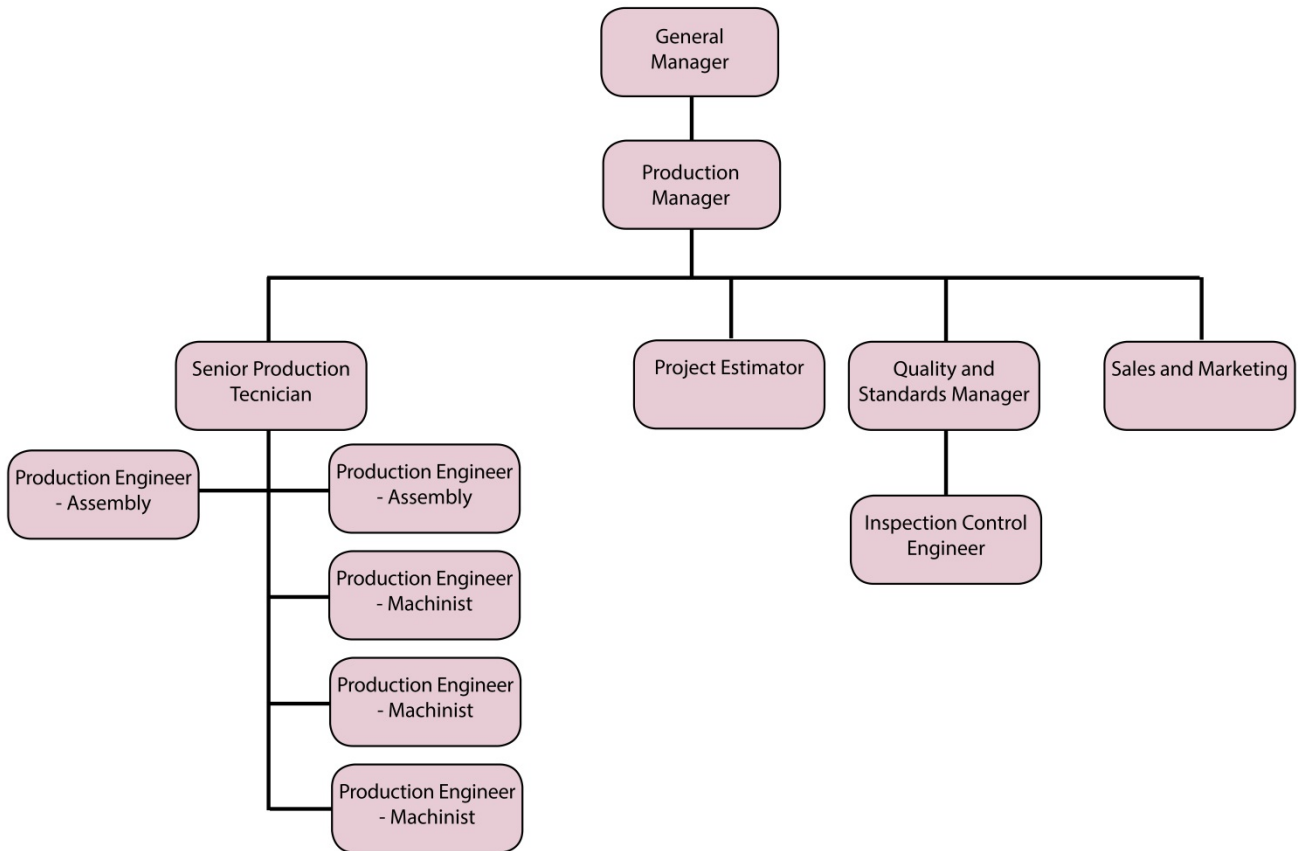 General
Manager
Production
Manager
Senior Production
Tecnician
Project Estimator
Quality and
Standards Manager
Sales and Marketing
Production Engineer
- Assembly
Production Engineer
- Assembly
Inspection Control
Engineer
Production Engineer
- Machinist
Production Engineer
- Machinist
Production Engineer
- Machinist